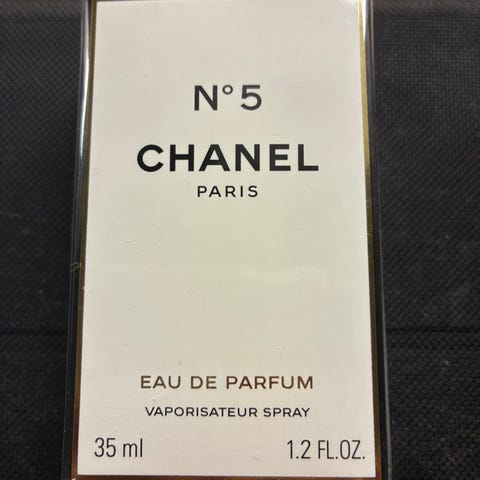 N°5
CHANEL
PARIS
EAU DE PARFUM
VAPORISATEUR SPRAY
35 ml 1.2 FL.OZ.